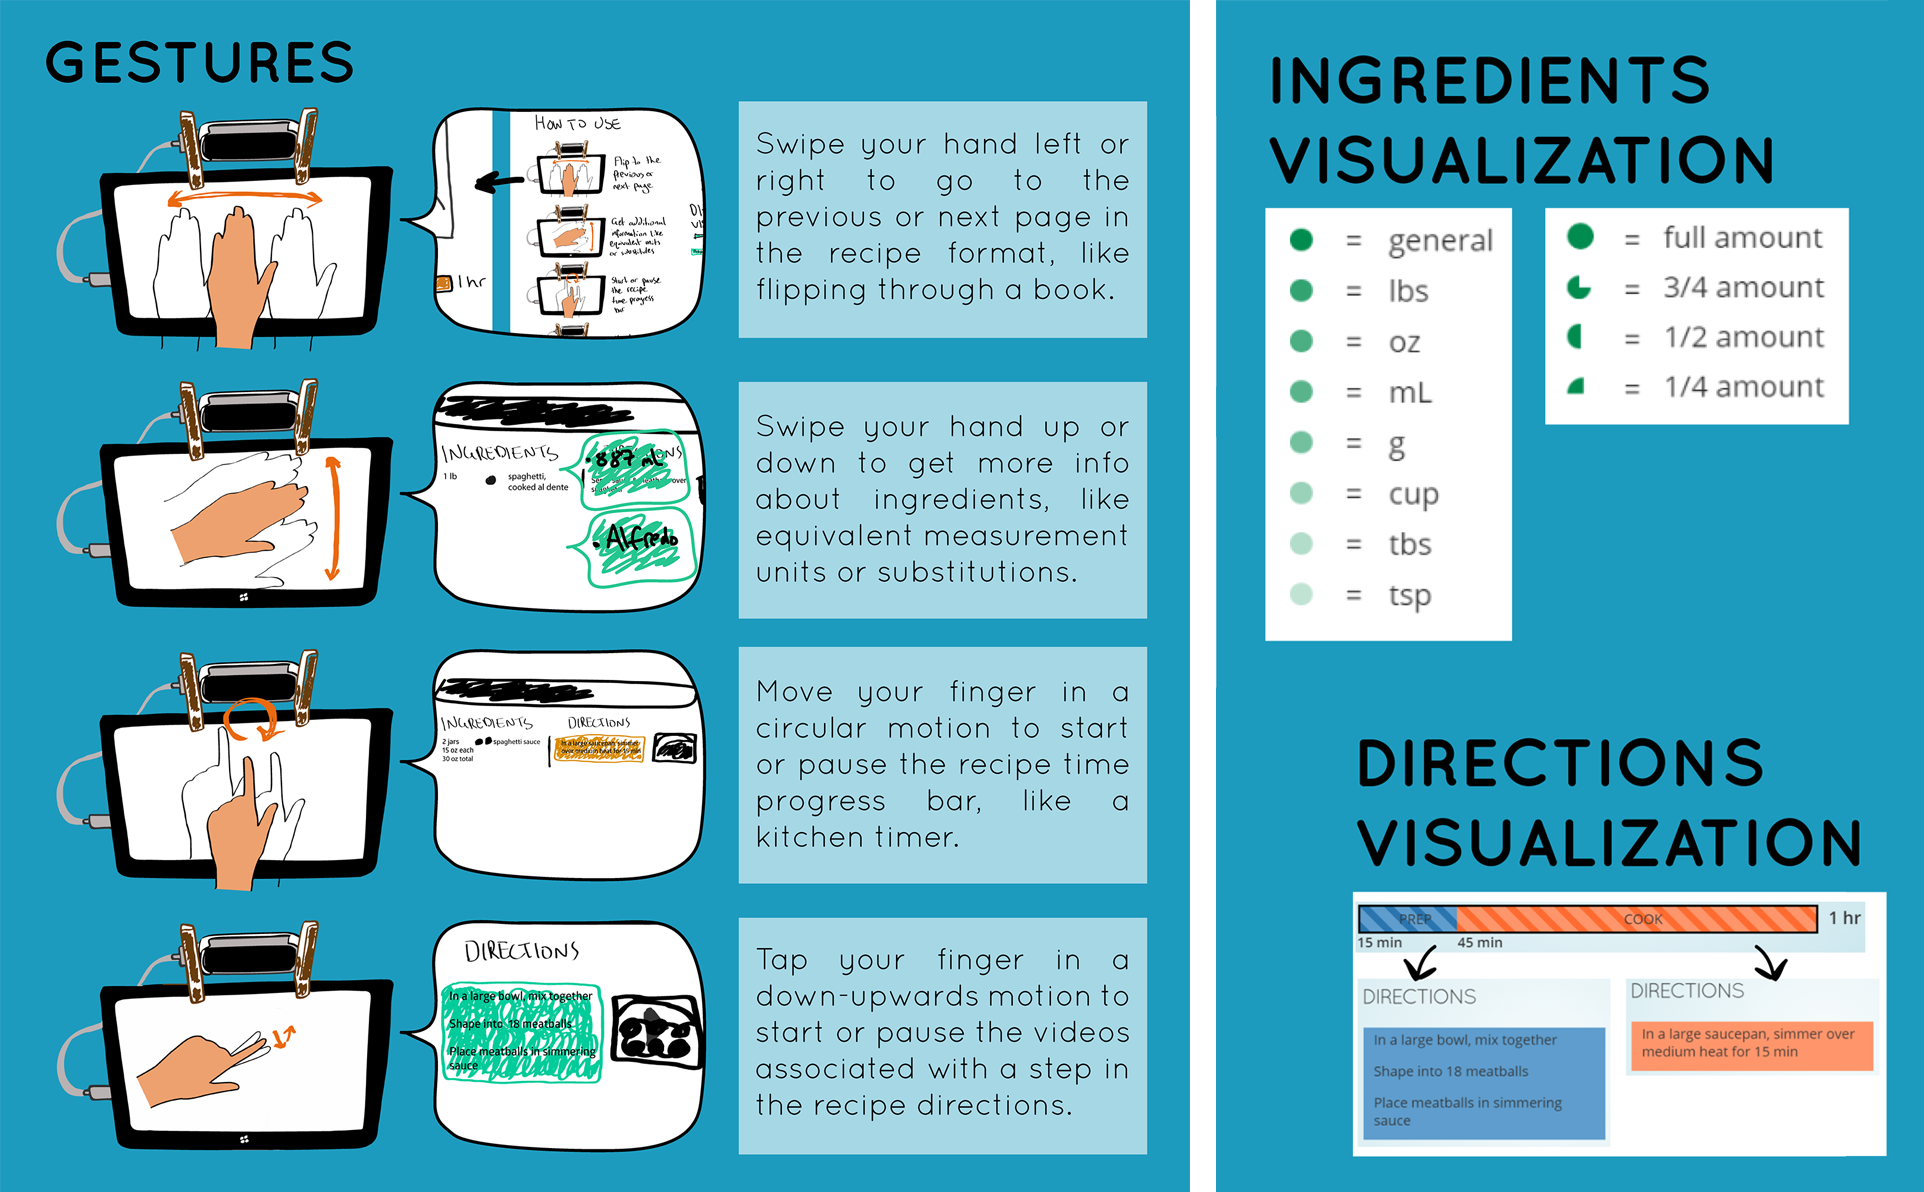 GESTURES
HOW TO USE
Flip to the
previous or
next page
Get additional
information like
equivalent units
or substitutes
Start or pause
the recipe
time progress
bar
1 hr
Swipe your hand left or
right to go to the
previous or next page in
the recipe format, like
flipping through a book.
INGREDIENTS
1 lb
spaghetti,
cooked al dente
887 mL
Alfredo
Swipe your hand up or
down to get more info
about ingredients, like
equivalent measurement
units or substitutions.
INGREDIENTS
DIRECTIONS
2 jars
15 oz each
30 oz total
spaghetti sauce
In a large saucepan, simmer
over medium heat for 15 min
Move your finger in a
circular motion to start
or pause the recipe time
progress bar, like a
kitchen timer.
DIRECTIONS
In a large bowl, mix together
Shape into 18 meatballs
Place meatballs in simmering
sauce
Tap your finger in a
down-upwards motion to
start or pause the videos
associated with a step in
the recipe directions.
INGREDIENTS
VISUALIZATION
= general
= lbs
= oz
= mL
= g
= cup
= tbs
= tsp
= full amount
= 3/4 amount
= 1/2 amount
= 1/4 amount
DIRECTIONS
VISUALIZATION
PREP COOK 1 hr
15 min 45 min
DIRECTIONS
In a large bowl, mix together
Shape into 18 meatballs
Place meatballs in simmering
sauce
DIRECTIONS
In a large saucepan, simmer over
medium heat for 15 min